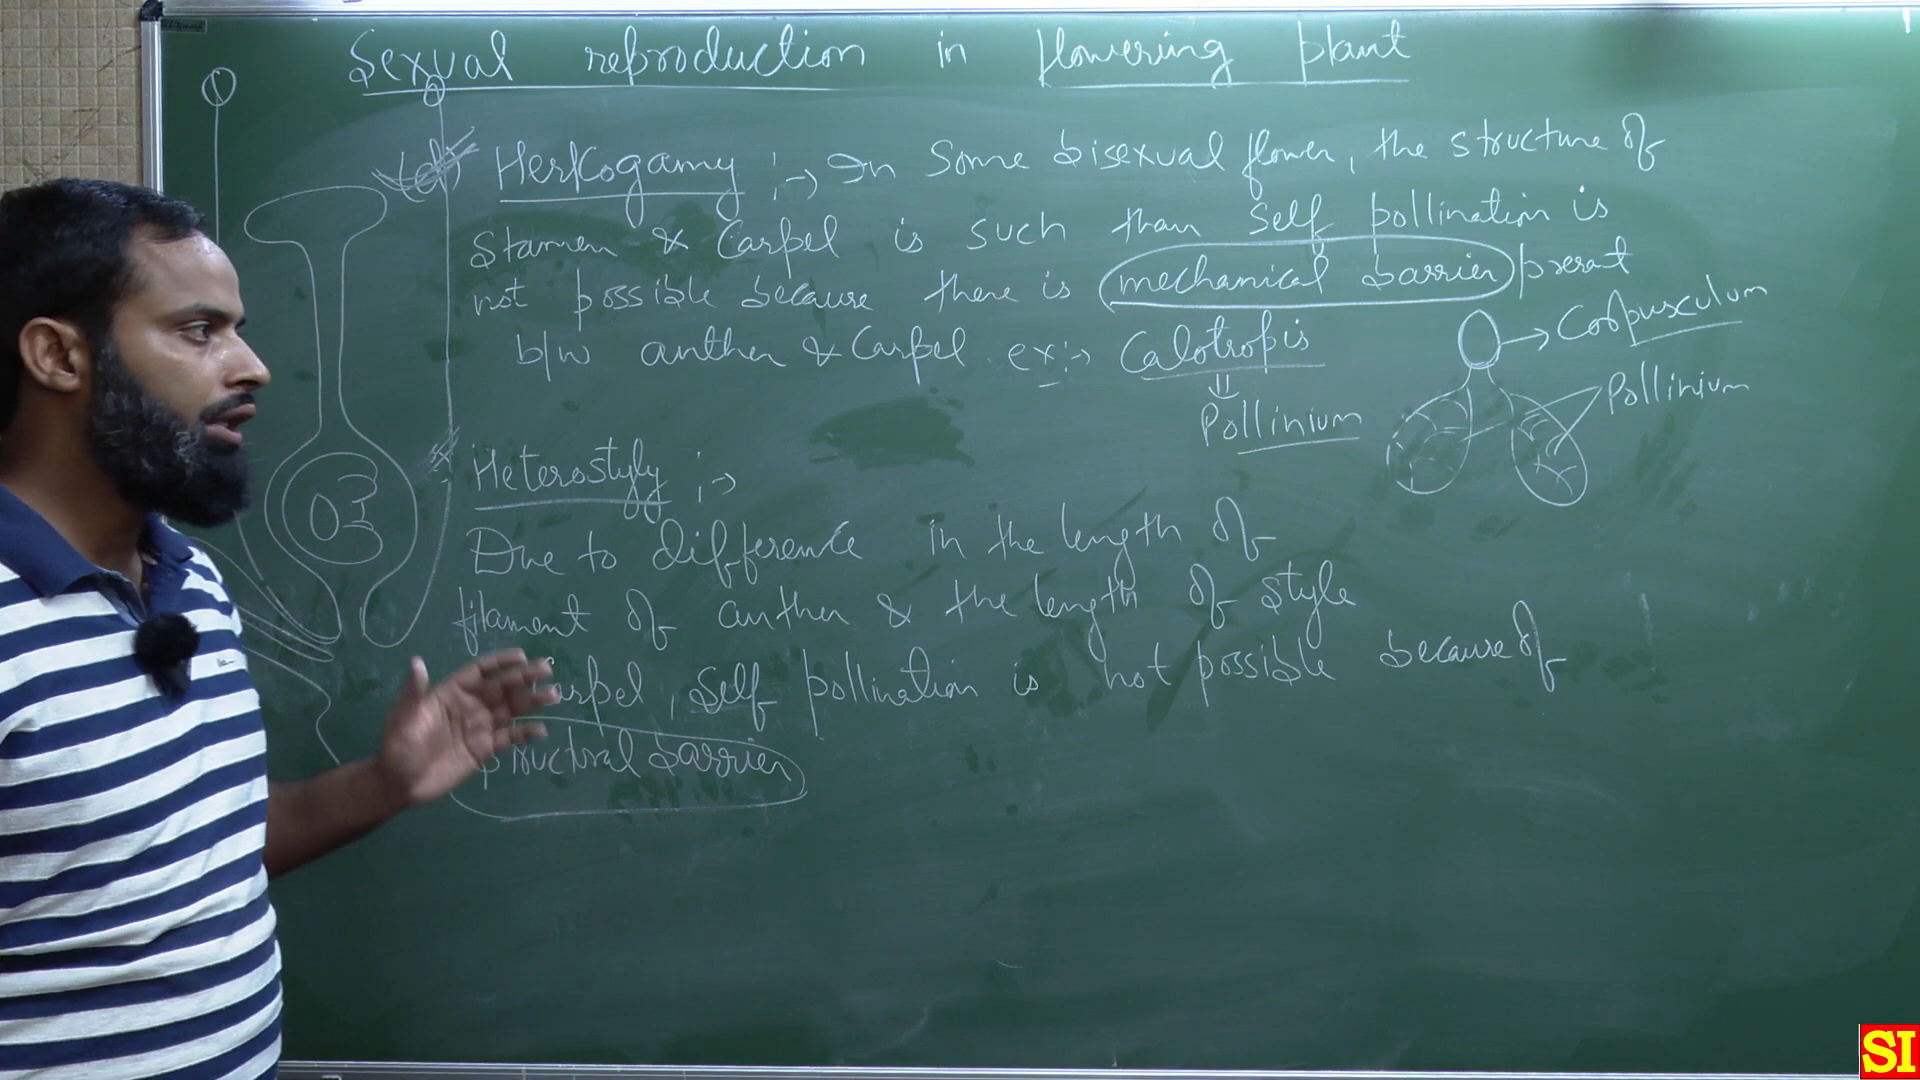 Sexual reproduction in flowering plant
Herkogamy :-> In Some bisexual flower, the structure of
Stamen & Carpel is such than Self pollination is
not possible because there is mechanical barrier present
b/w anther & Carpel. ex:-> Calotropis
Pollinium
Corpusculum
Pollinium
Heterostyly :->
Due to difference in the length of
filament of anther & the length of style
Carpel, Self pollination is not possible because of
Structural barrier
SI